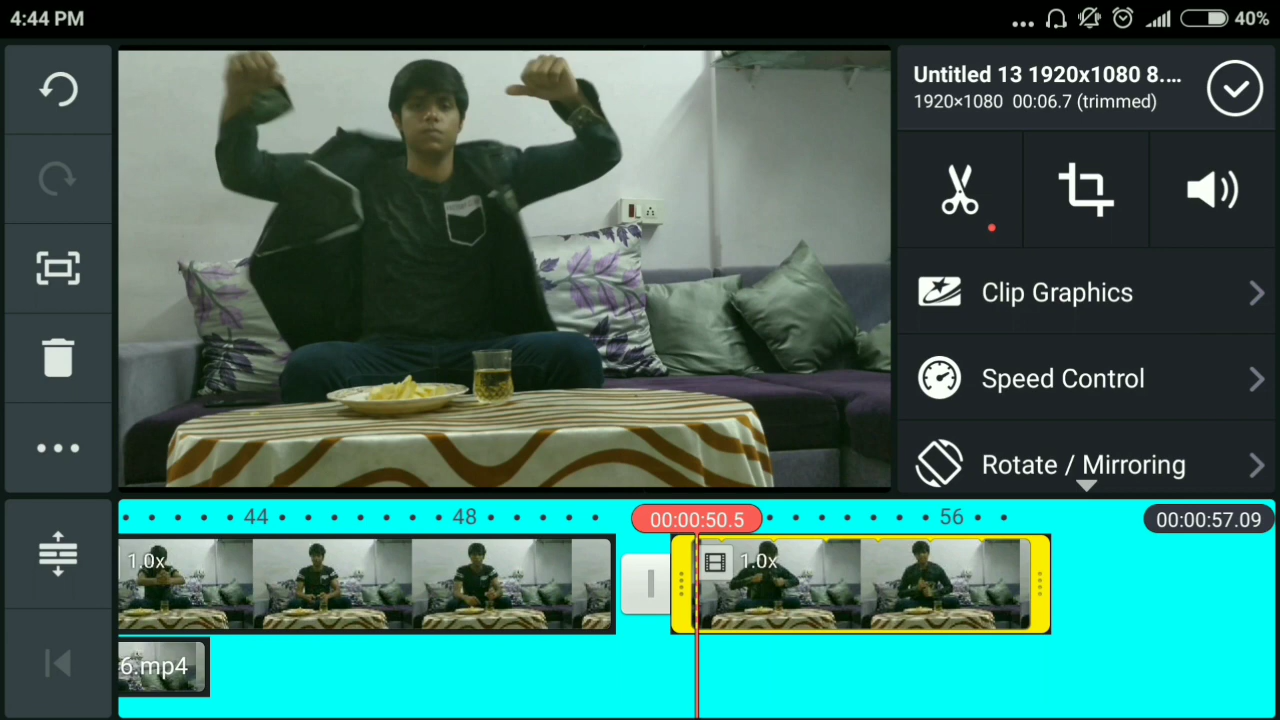 4:44 PM
40%
Untitled 13 1920x1080 8....
1920×1080 00:06.7 (trimmed)
Clip Graphics
Speed Control
Rotate / Mirroring
44
48
00:00:50.5
56
00:00:57.09
1.0x
1.0x
6.mp4